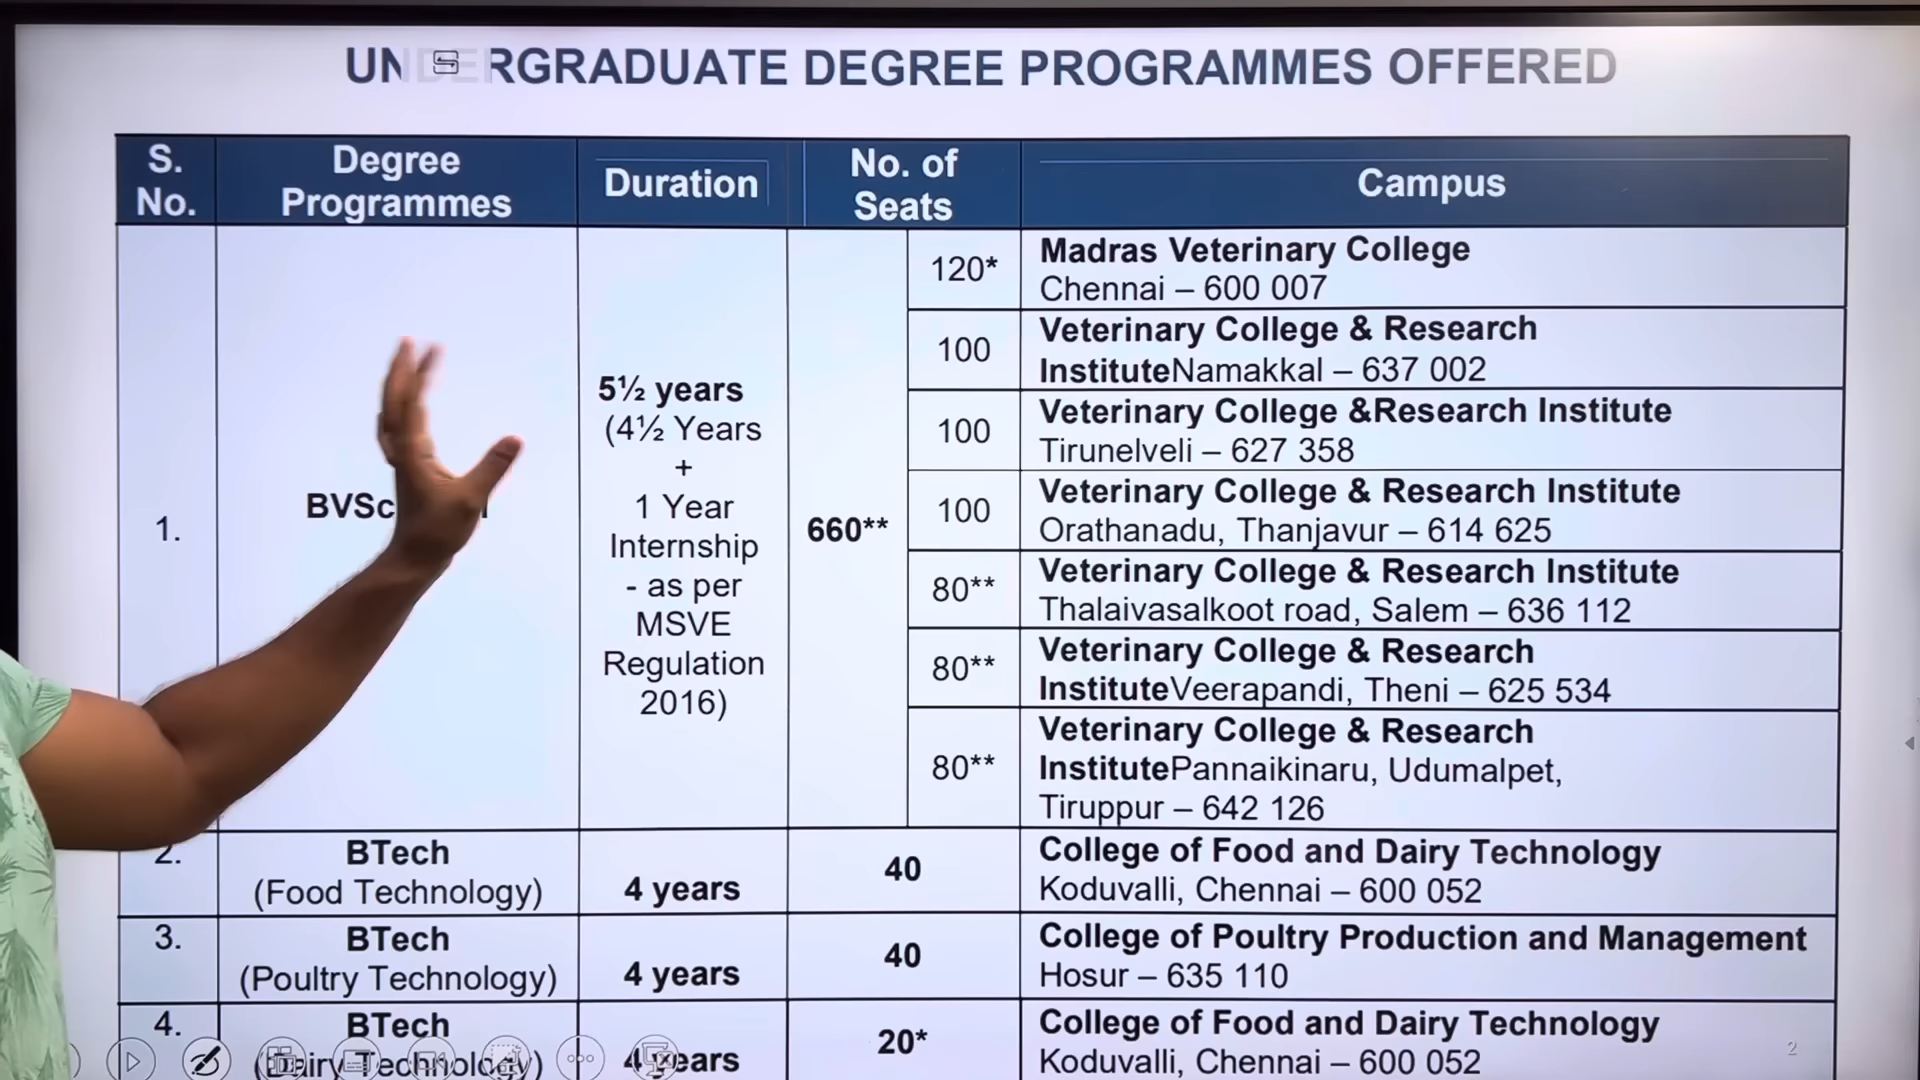 UN RGRADUATE DEGREE PROGRAMMES OFFERED
S. No.
Degree Programmes
Duration
No. of Seats
Campus
1.
BVSc
5½ years
(4½ Years
+
1 Year
Internship
- as per
MSVE
Regulation
2016)
660**
120*
Madras Veterinary College
Chennai – 600 007
100
Veterinary College & Research
InstituteNamakkal – 637 002
100
Veterinary College &Research Institute
Tirunelveli – 627 358
100
Veterinary College & Research Institute
Orathanadu, Thanjavur – 614 625
80**
Veterinary College & Research Institute
Thalaivasalkoot road, Salem – 636 112
80**
Veterinary College & Research
InstituteVeerapandi, Theni – 625 534
80**
Veterinary College & Research
InstitutePannaikinaru, Udumalpet,
Tiruppur – 642 126
2.
BTech
(Food Technology)
4 years
40
College of Food and Dairy Technology
Koduvalli, Chennai – 600 052
3.
BTech
(Poultry Technology)
4 years
40
College of Poultry Production and Management
Hosur – 635 110
4.
BTech
(Dairy Technology)
4 years
20*
College of Food and Dairy Technology
Koduvalli, Chennai – 600 052
2